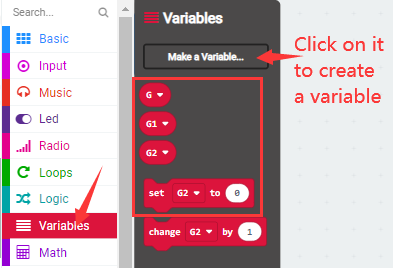 Search...
Basic
Input
Music
Led
Radio
Loops
Logic
Variables
Math
Variables
Make a Variable...
G
G1
G2
set G2 to 0
change G2 by 1
Click on it
to create
a variable